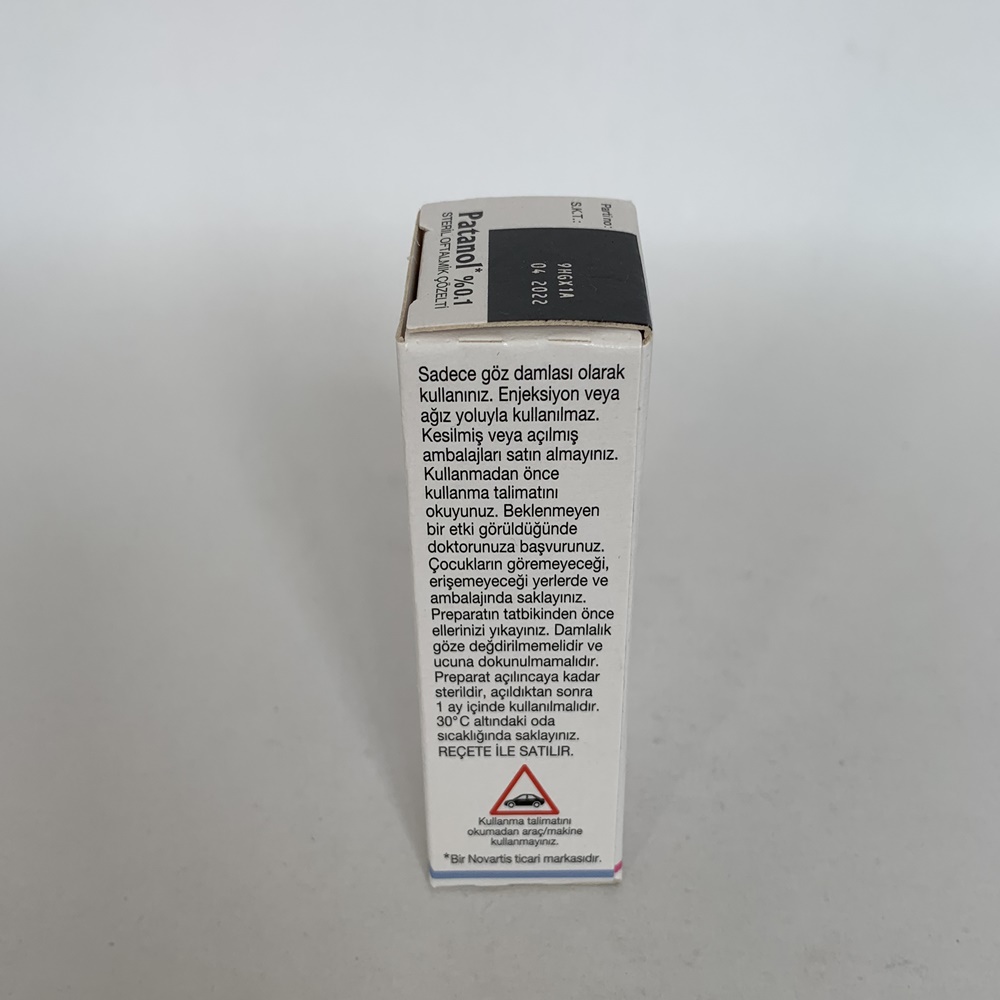 Patanol* %0.1
STERİL OFTALMİK ÇÖZELTİ
Parti no:
S.K.T.:
9HGX1A
04 2022
Sadece göz damlası olarak
kullanınız. Enjeksiyon veya
ağız yoluyla kullanılmaz.
Kesilmiş veya açılmış
ambalajları satın almayınız.
Kullanmadan önce
kullanma talimatını
okuyunuz. Beklenmeyen
bir etki görüldüğünde
doktorunuza başvurunuz.
Çocukların göremeyeceği,
erişemeyeceği yerlerde ve
ambalajında saklayınız.
Preparatın tatbikinden önce
ellerinizi yıkayınız. Damlalık
göze değdirilmemelidir ve
ucuna dokunulmamalıdır.
Preparat açılıncaya kadar
sterildir, açıldıktan sonra
1 ay içinde kullanılmalıdır.
30°C altındaki oda
sıcaklığında saklayınız.
REÇETE İLE SATILIR.
Kullanma talimatını
okumadan araç/makine
kullanmayınız.
*Bir Novartis ticari markasıdır.